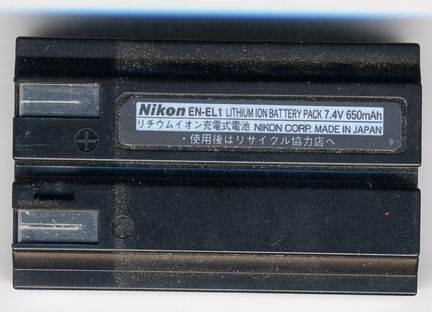 Nikon EN-EL1 LITHIUM ION BATTERY PACK 7.4V 650mAh
リチウムイオン充電式電池 NIKON CORP. MADE IN JAPAN
・使用後はリサイクル協力店へ